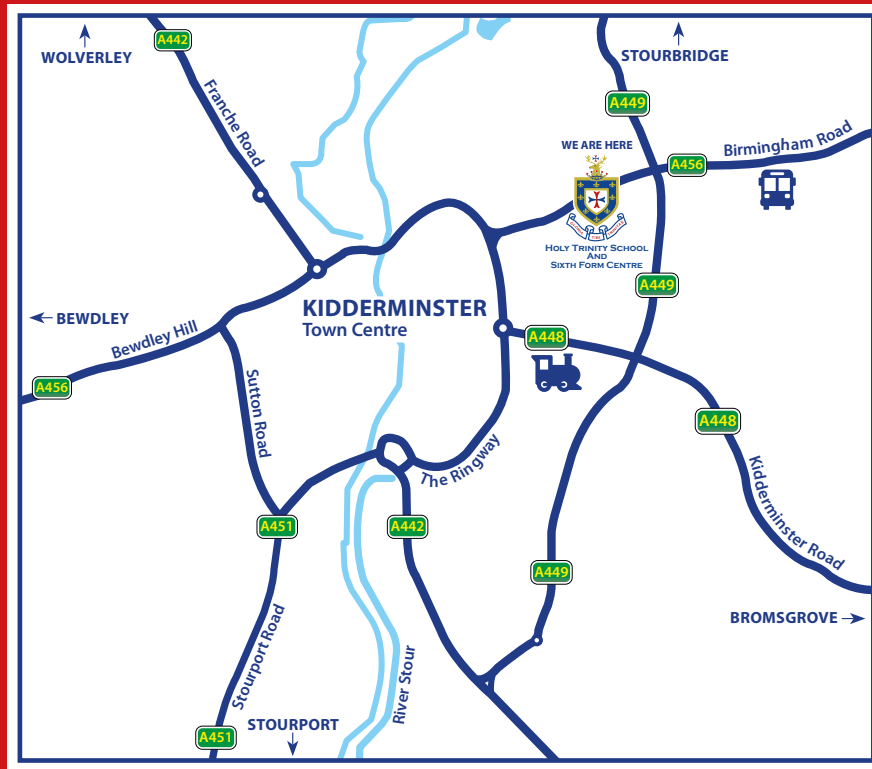 WOLVERLEY
A442
STOURBRIDGE
Franche Road
A449
WE ARE HERE
A456
Birmingham Road
HOLY TRINITY SCHOOL
AND
SIXTH FORM CENTRE
A449
BEWDLEY
KIDDERMINSTER
Town Centre
Bewdley Hill
A448
A456
Sutton Road
A448
The Ringway
Kidderminster Road
A451
A442
A449
BROMSGROVE
Stourport Road
River Stour
STOURPORT
A451